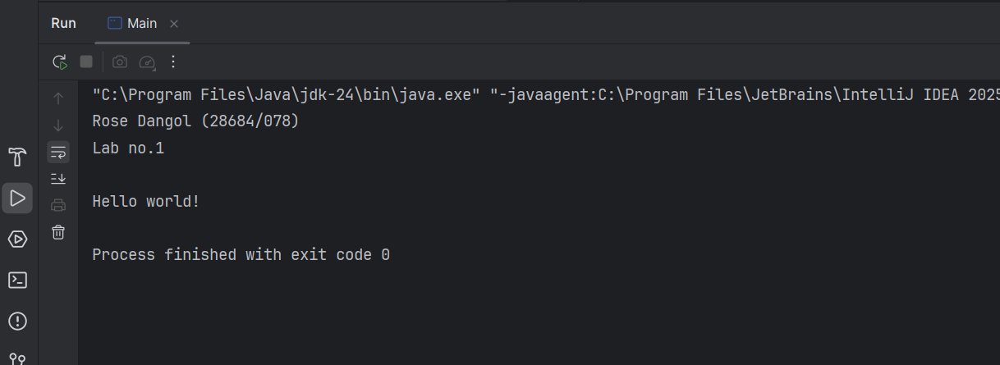 Run Main
"C:\Program Files\Java\jdk-24\bin\java.exe" "-javaagent:C:\Program Files\JetBrains\IntelliJ IDEA 2025
Rose Dangol (28684/078)
Lab no.1
Hello world!
Process finished with exit code 0